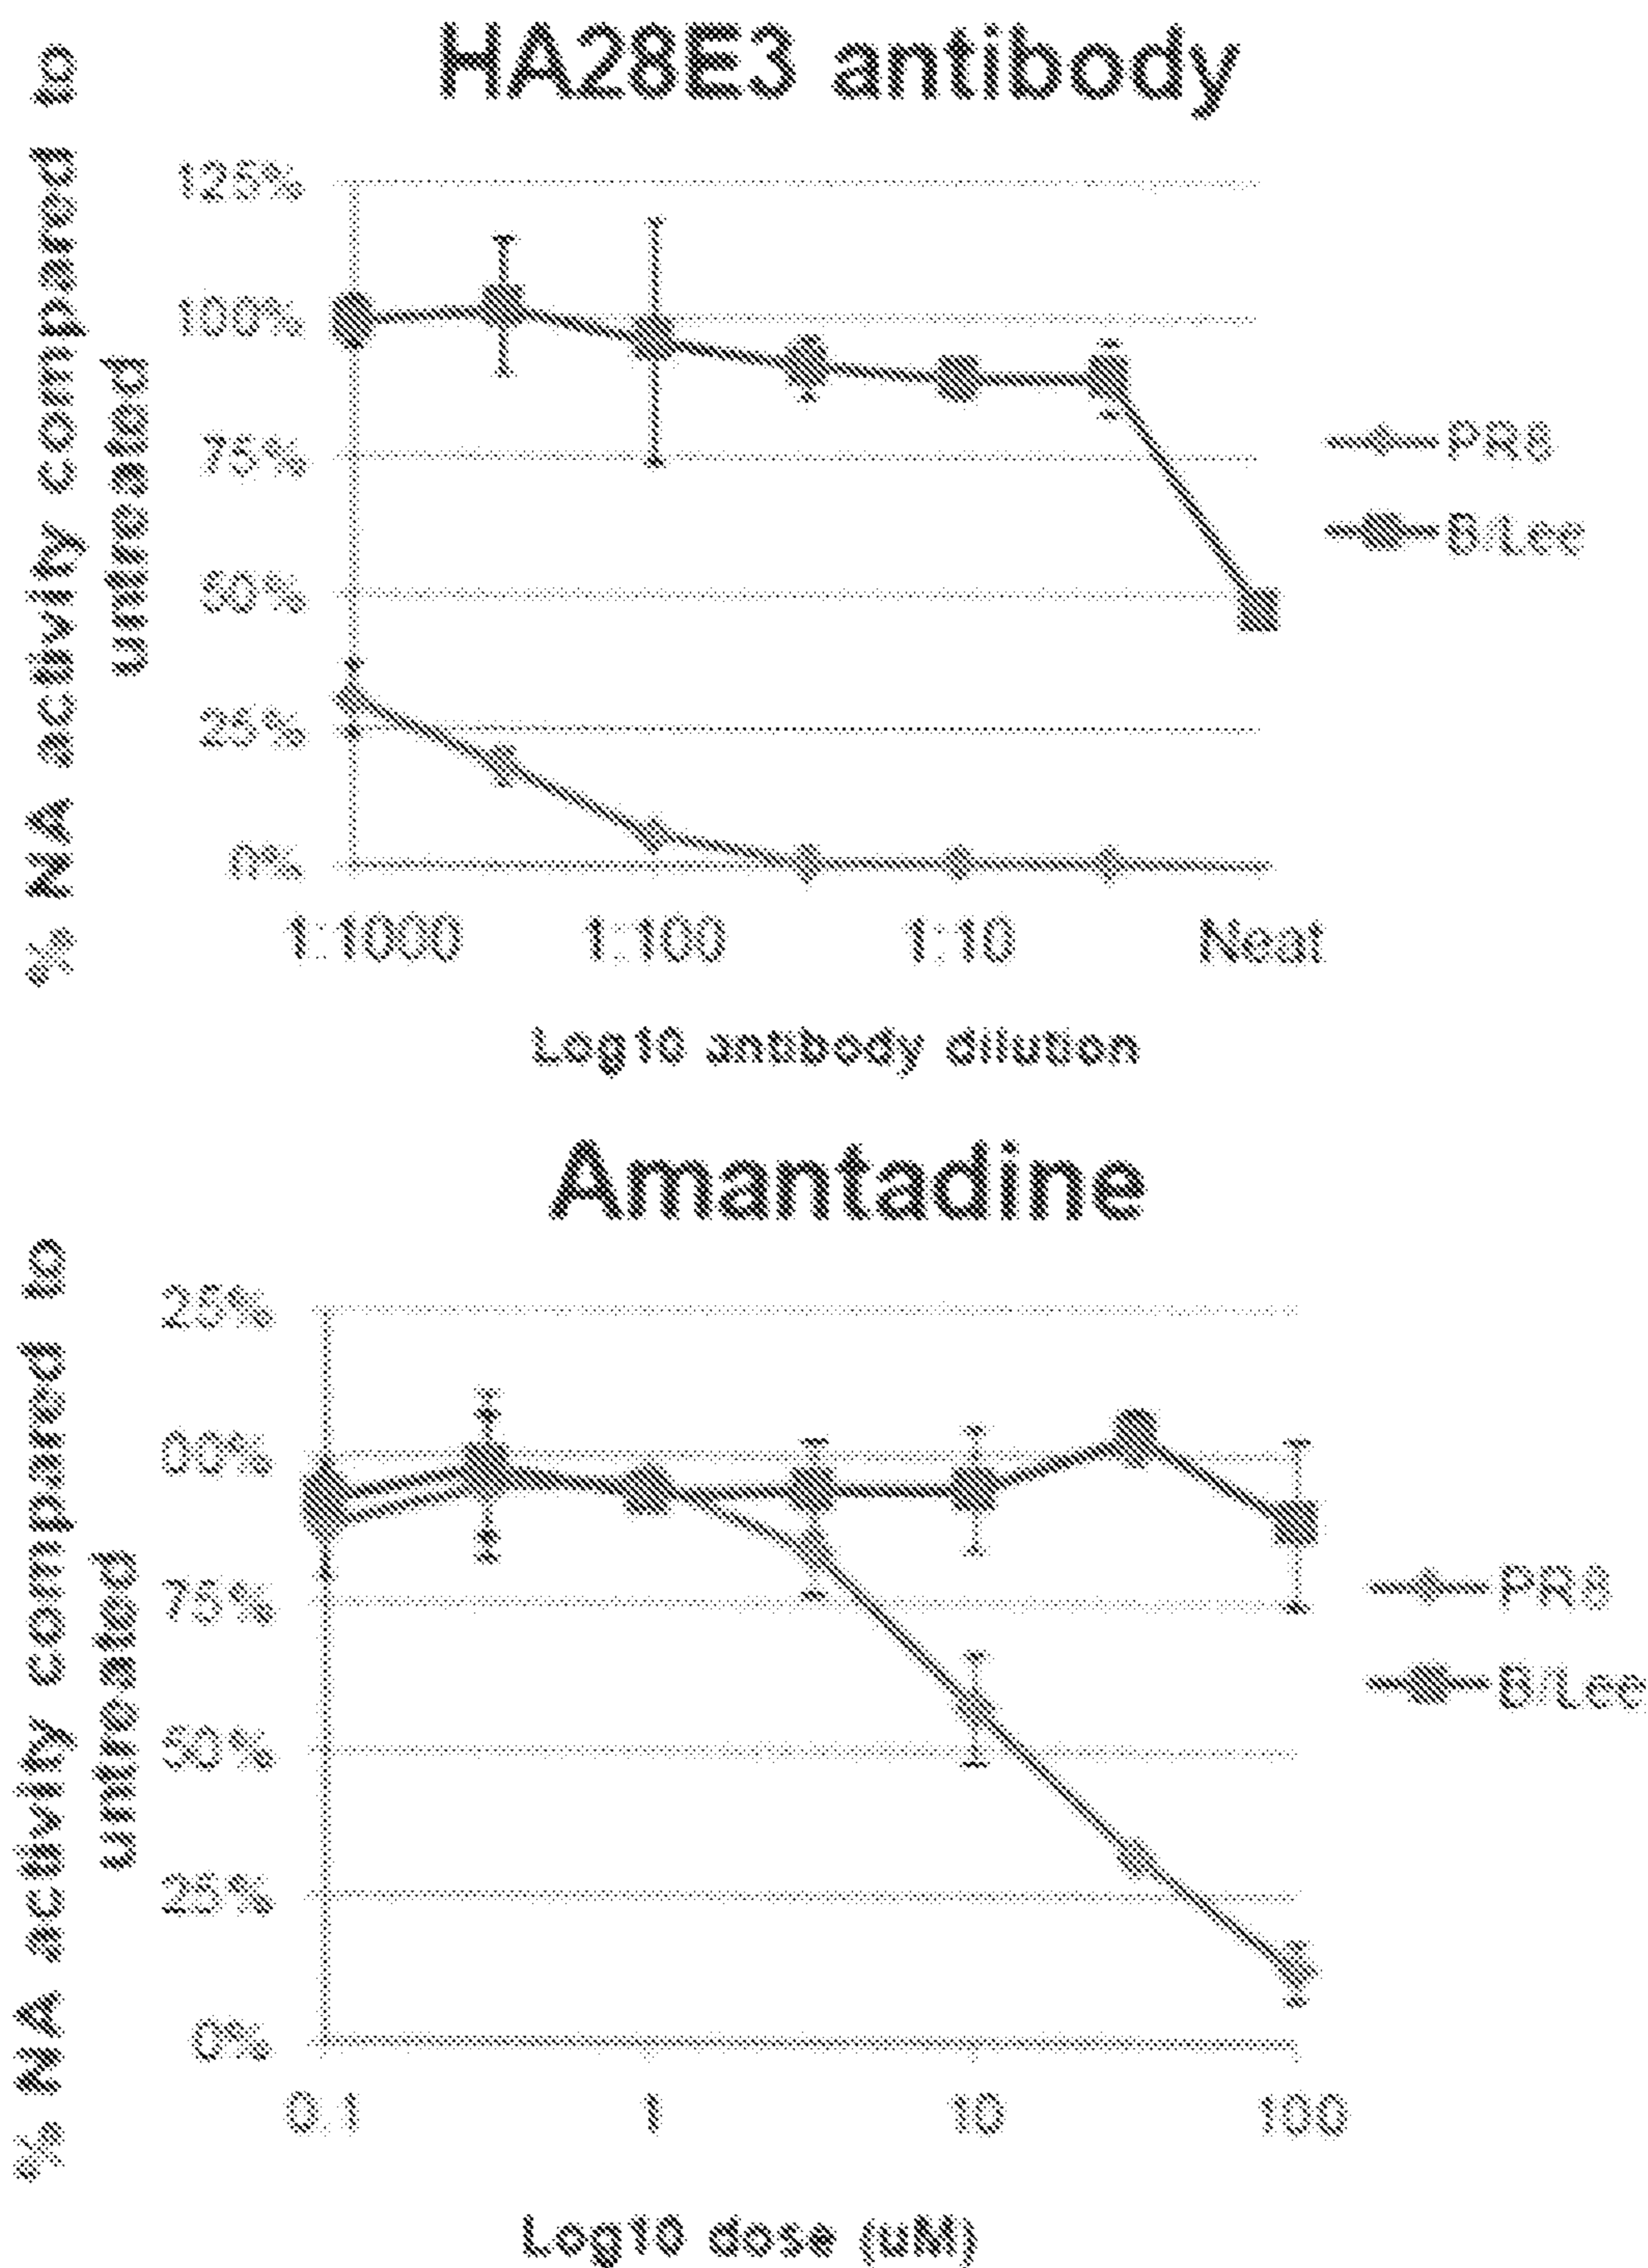 HA28E3 antibody
% NA activity compared to
untreated
125%
100%
75%
50%
25%
0%
1:1000 1:100 1:10 Neat
Log10 antibody dilution
PR8
B/Lee
Amantadine
% NA activity compared to
untreated
25%
00%
75%
50%
25%
0%
0.1 1 10 100
Log10 dose (uM)
PR8
B/Lee